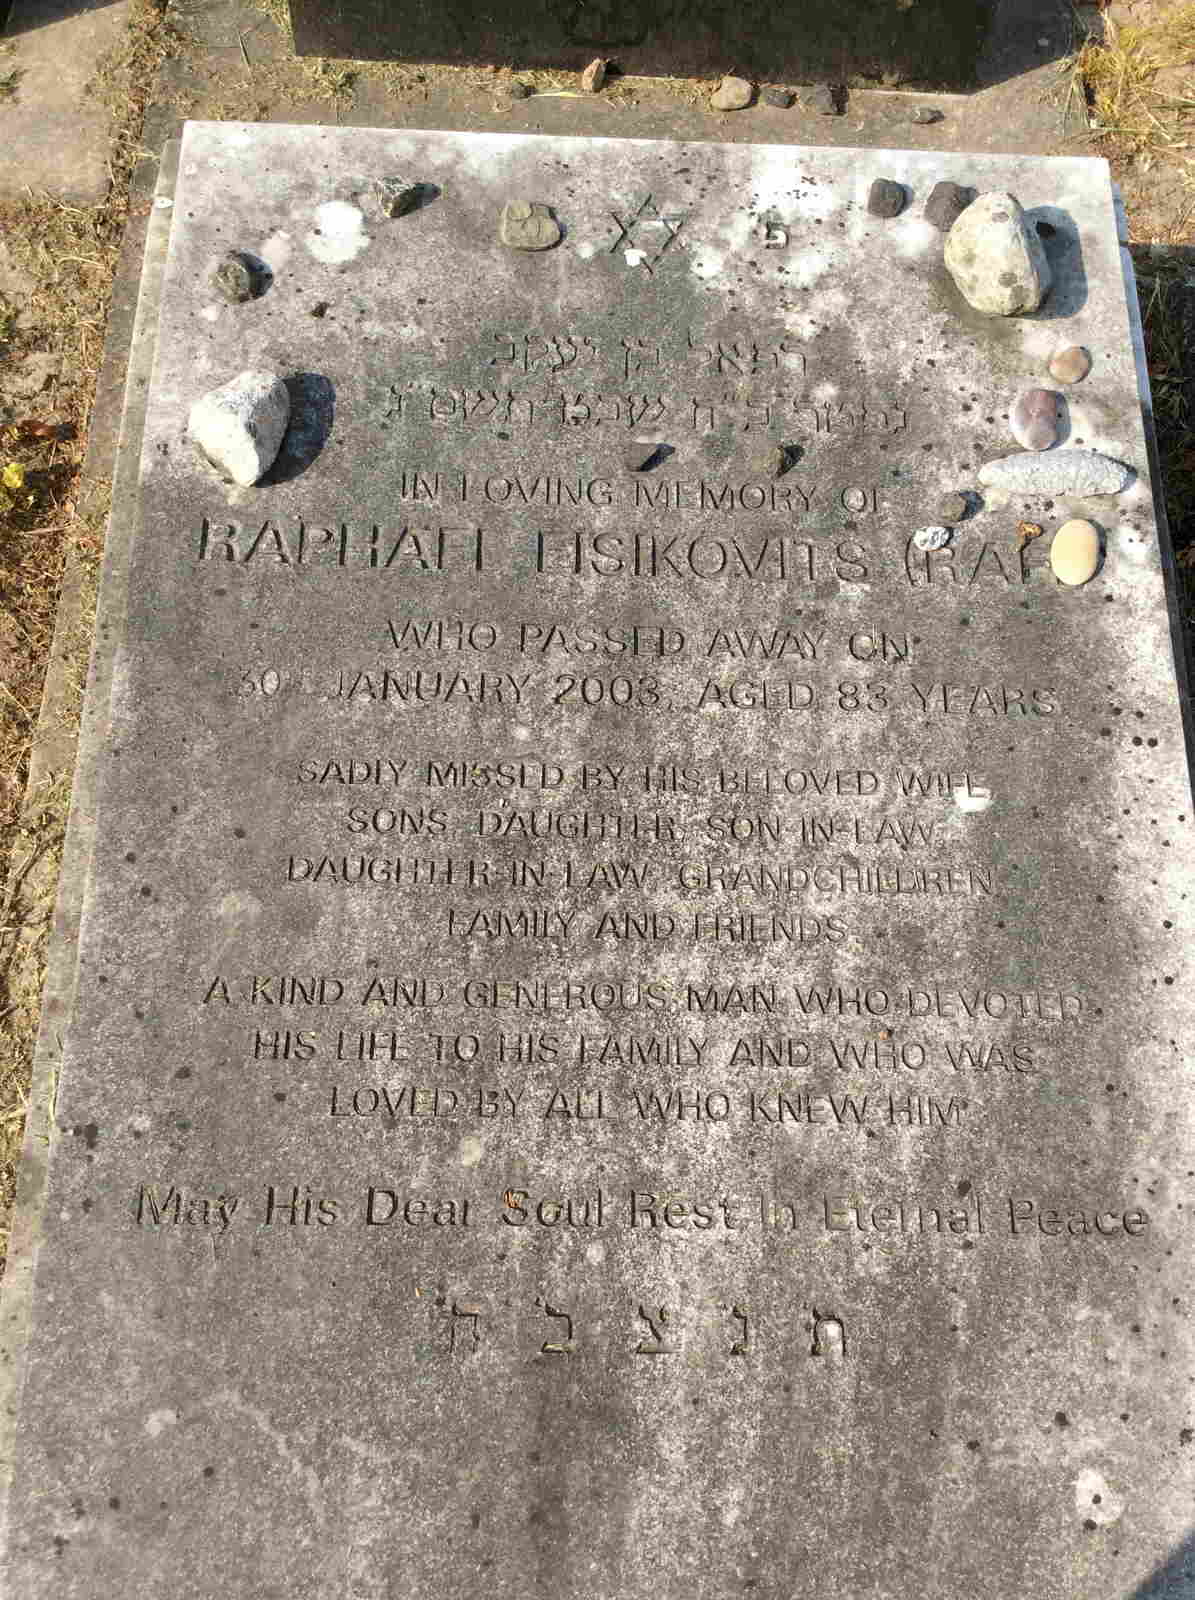 פ
רפאל בן יעקב
נפטר כ"ח שבט תשס"ג
IN LOVING MEMORY OF
RAPHAEL EISIKOVITS
WHO PASSED AWAY ON
30 JANUARY 2003, AGED 83 YEARS
SADLY MISSED BY HIS BELOVED WIFE
SONS, DAUGHTER, SON-IN-LAW
DAUGHTER-IN-LAW, GRANDCHILDREN
FAMILY AND FRIENDS
A KIND AND GENEROUS MAN WHO DEVOTED
HIS LIFE TO HIS FAMILY AND WHO WAS
LOVED BY ALL WHO KNEW HIM
May His Dear Soul Rest In Eternal Peace
ת נ צ ב ה